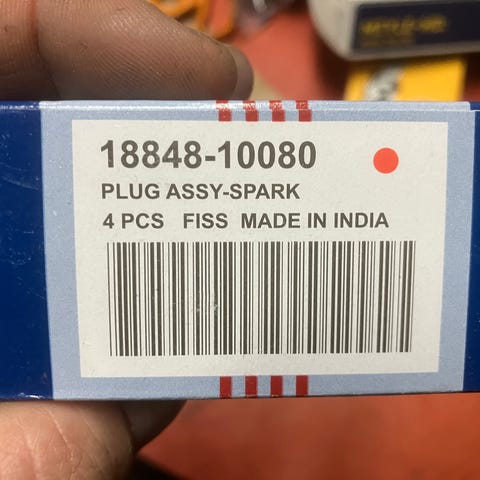 18848-10080
PLUG ASSY-SPARK
4 PCS FISS MADE IN INDIA